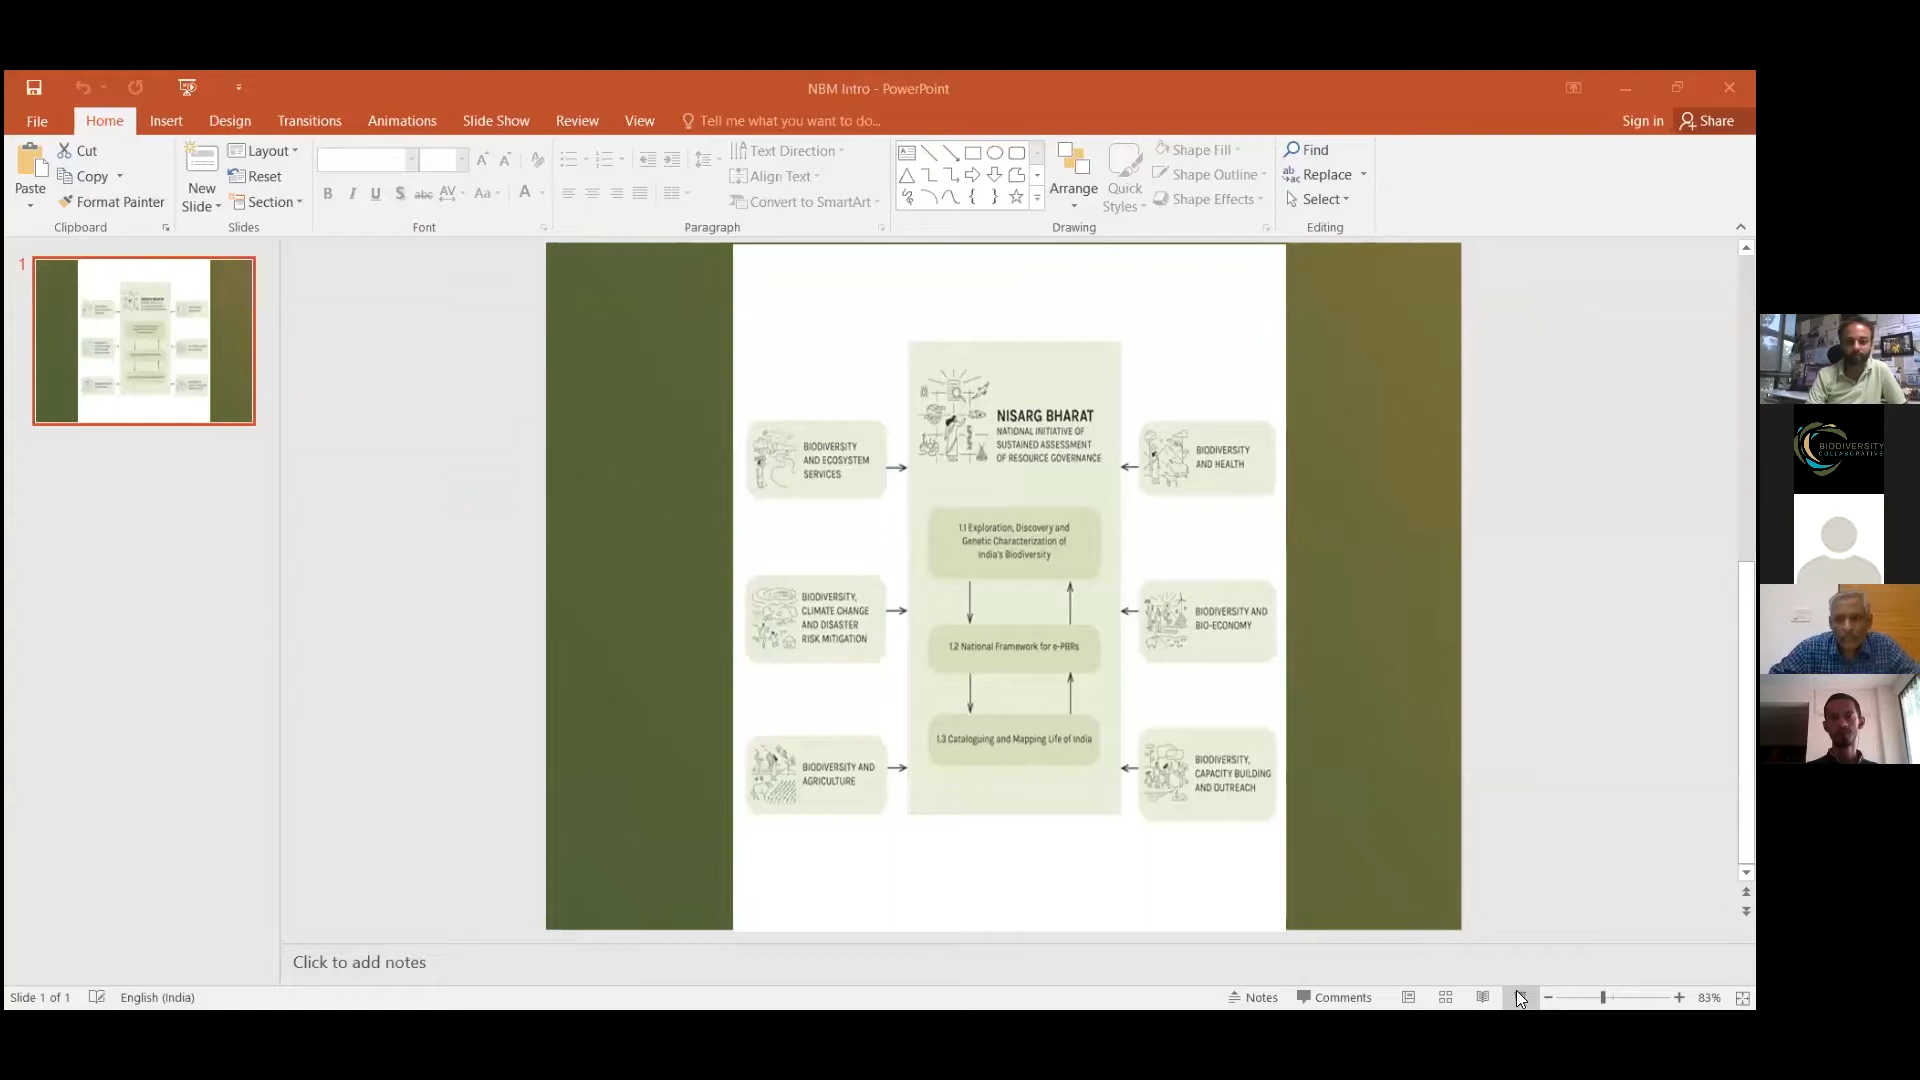 NBM Intro - PowerPoint
File Home Insert Design Transitions Animations Slide Show Review View Tell me what you want to do...
Sign in Share
Paste
Cut
Copy
Format Painter
Clipboard
New
Slide
Layout
Reset
Section
Slides
B I U S abc AV Aa A
Font
Text Direction
Align Text
Convert to SmartArt
Paragraph
Arrange
Quick
Styles
Shape Fill
Shape Outline
Shape Effects
Drawing
Find
Replace
Select
Editing
1
NISARG BHARAT
NATIONAL INITIATIVE OF
SUSTAINED ASSESSMENT
OF RESOURCE GOVERNANCE
BIODIVERSITY
AND ECOSYSTEM
SERVICES
BIODIVERSITY
AND HEALTH
1.1 Exploration, Discovery and
Genetic Characterization of
India's Biodiversity
BIODIVERSITY,
CLIMATE CHANGE
AND DISASTER
RISK MITIGATION
1.2 National Framework for e-PBRs
BIODIVERSITY AND
BIO-ECONOMY
BIODIVERSITY AND
AGRICULTURE
1.3 Cataloguing and Mapping Life of India
BIODIVERSITY,
CAPACITY BUILDING
AND OUTREACH
BIODIVERSITY
COLLABORATIVE
Click to add notes
Slide 1 of 1
English (India)
Notes
Comments
83%